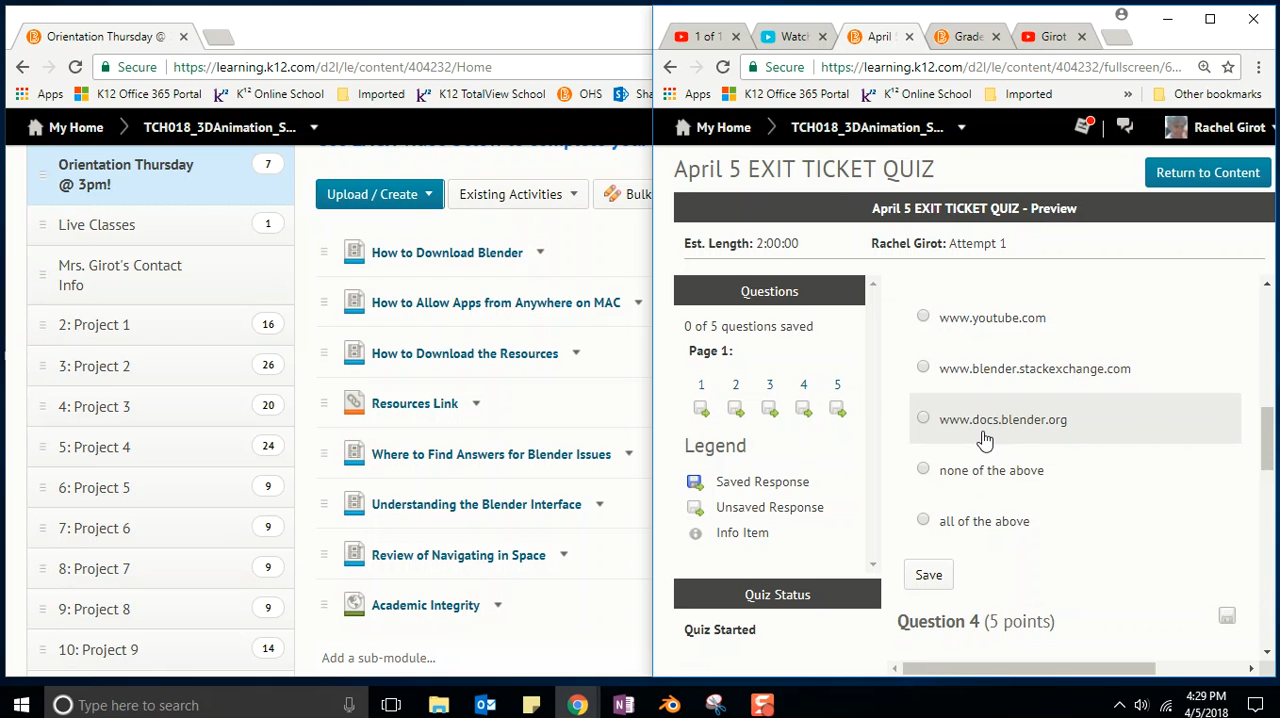 Orientation Thursday @
Secure
https://learning.k12.com/d2l/le/content/404232/Home
Apps
K12 Office 365 Portal
K¹² Online School
Imported
K12 TotalView School
OHS
Sha
My Home
TCH018_3DAnimation_S...
Orientation Thursday
@ 3pm!
7
Live Classes
1
Mrs. Girot's Contact
Info
2: Project 1
16
3: Project 2
26
4: Project 3
20
5: Project 4
24
6: Project 5
9
7: Project 6
9
8: Project 7
9
9: Project 8
9
10: Project 9
14
Upload / Create
Existing Activities
Bulk
How to Download Blender
How to Allow Apps from Anywhere on MAC
How to Download the Resources
Resources Link
Where to Find Answers for Blender Issues
Understanding the Blender Interface
Review of Navigating in Space
Academic Integrity
Add a sub-module...
1 of 1
Watch
April
Grade
Girot
Secure
https://learning.k12.com/d2l/le/content/404232/fullscreen/6...
Apps
K12 Office 365 Portal
K¹² Online School
Imported
»
Other bookmarks
My Home
TCH018_3DAnimation_S...
Rachel Girot
April 5 EXIT TICKET QUIZ
Return to Content
April 5 EXIT TICKET QUIZ - Preview
Est. Length: 2:00:00
Rachel Girot: Attempt 1
Questions
0 of 5 questions saved
Page 1:
1 2 3 4 5
Legend
Saved Response
Unsaved Response
Info Item
Quiz Status
Quiz Started
www.youtube.com
www.blender.stackexchange.com
www.docs.blender.org
none of the above
all of the above
Save
Question 4 (5 points)
Type here to search
4:29 PM
4/5/2018